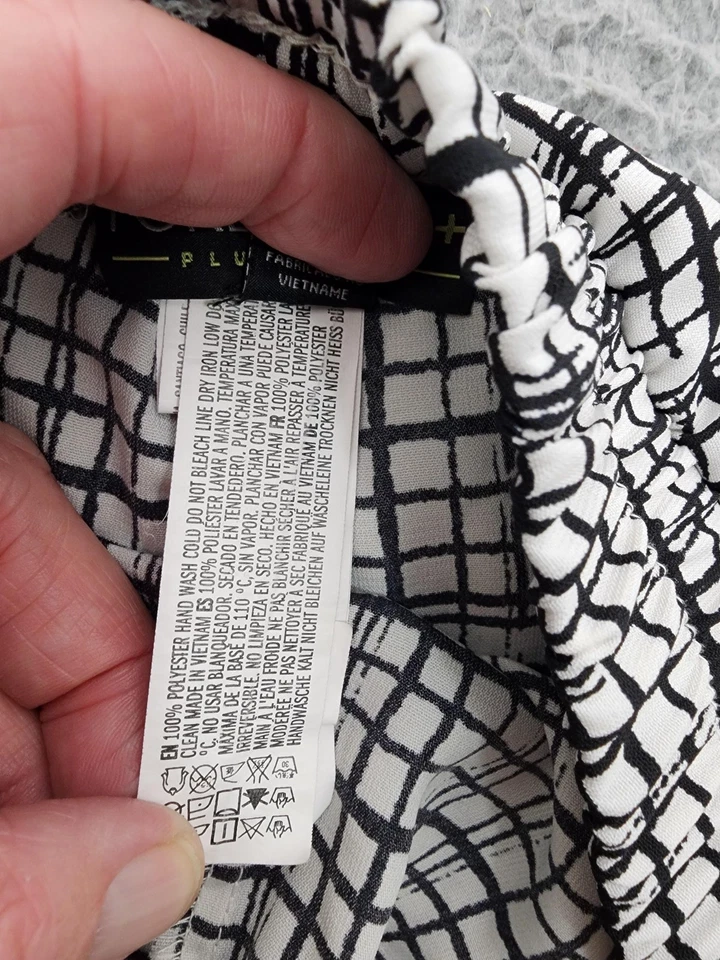 +
PLU
VIETNAME
EN 100% POLYESTER HAND WASH COLD DO NOT BLEACH LINE DRY IRON LOW DO
CLEAN MADE IN VIETNAM ES 100% POLIÉSTER LAVAR A MANO, TEMPERATURA MÁ
°C, NO USAR BLANQUEADOR. SECADO EN TENDEDERO. PLANCHAR A UNA TEMPERA
MÁXIMA DE LA BASE DE 110 °C, SIN VAPOR. PLANCHAR CON VAPOR PUEDE CAUSAR
IRREVERSIBLE. NO LIMPIEZA EN SECO. HECHO EN VIETNAM FR 100% POLYESTER LA
MAIN À L'EAU FROIDE NE PAS BLANCHIR SÉCHER À L'AIR REPASSER À TEMPÉRATURE
MODÉRÉE NE PAS NETTOYER À SEC FABRIQUÉ AU VIETNAM DE 100% POLYESTER
HANDWÄSCHE KALT NICHT BLEICHEN AUF WÄSCHELEINE TROCKNEN NICHT HEISS BÜ
30